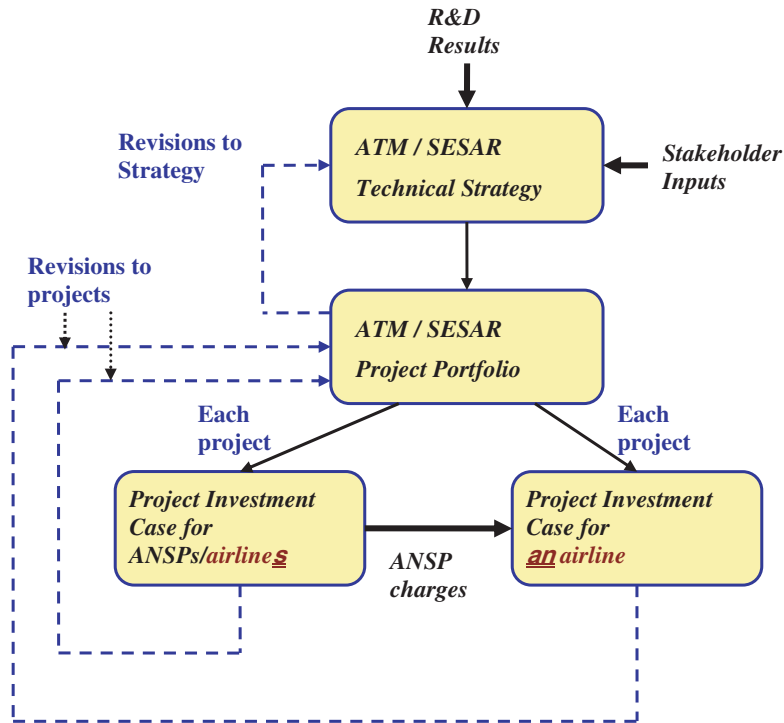 R&D
Results
Revisions to
Strategy
ATM / SESAR
Technical Strategy
Stakeholder
Inputs
Revisions to
projects
ATM / SESAR
Project Portfolio
Each
project
Each
project
Project Investment
Case for
ANSPs/airlines
ANSP
charges
Project Investment
Case for
an airline